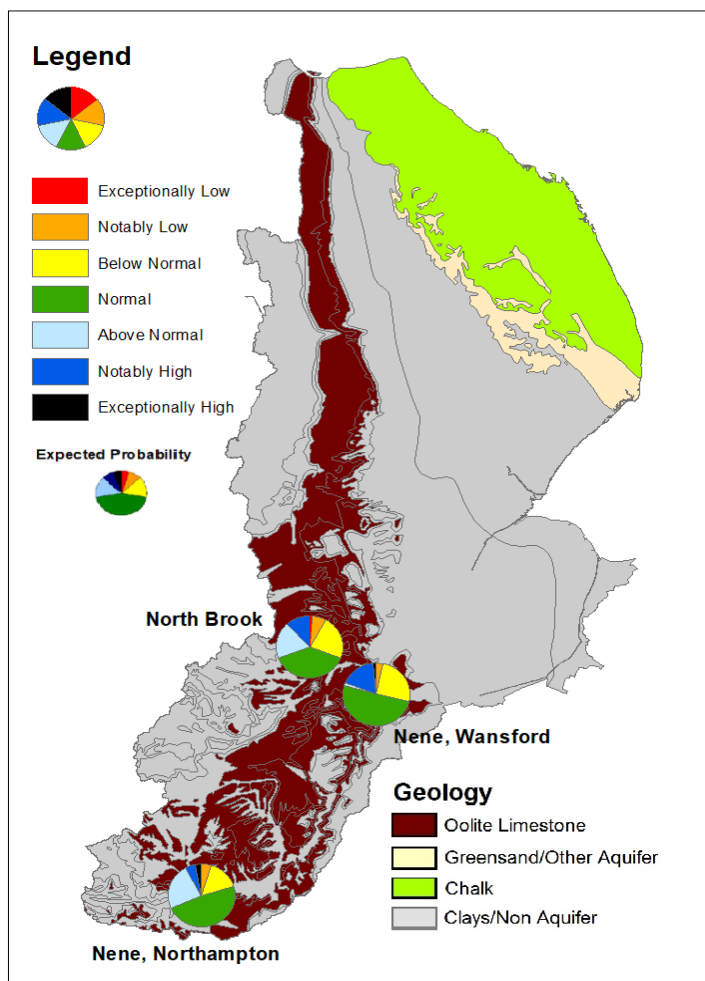 Legend
Exceptionally Low
Notably Low
Below Normal
Normal
Above Normal
Notably High
Exceptionally High
Expected Probability
North Brook
Nene, Wansford
Geology
Oolite Limestone
Greensand/Other Aquifer
Chalk
Clays/Non Aquifer
Nene, Northampton